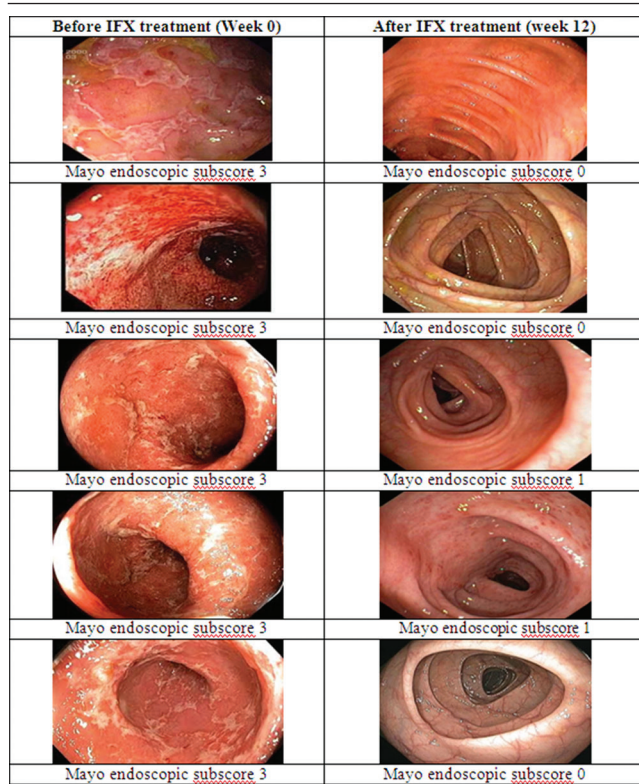 Before IFX treatment (Week 0) After IFX treatment (week 12)
Mayo endoscopic subscore 3 Mayo endoscopic subscore 0
Mayo endoscopic subscore 3 Mayo endoscopic subscore 0
Mayo endoscopic subscore 3 Mayo endoscopic subscore 1
Mayo endoscopic subscore 3 Mayo endoscopic subscore 1
Mayo endoscopic subscore 3 Mayo endoscopic subscore 0